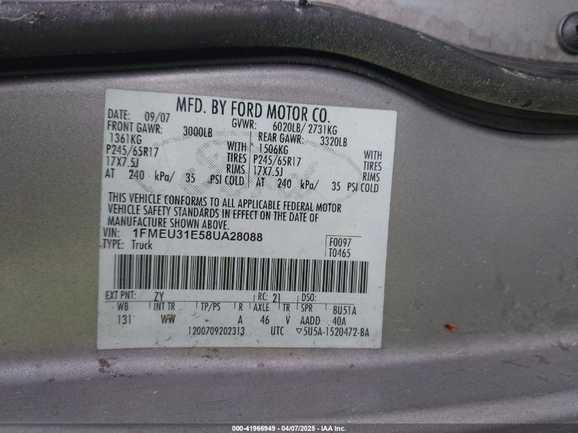 MFD. BY FORD MOTOR CO.
DATE: 09/07 GVWR: 6020LB/ 2731KG
FRONT GAWR: 3000LB REAR GAWR: 3320LB
1361KG WITH 1506KG WITH
P245/65R17 TIRES P245/65R17 TIRES
17X7.5J RIMS 17X7.5J RIMS
AT 240 kPa/ 35 PSI COLD AT 240 kPa/ 35 PSI COLD
THIS VEHICLE CONFORMS TO ALL APPLICABLE FEDERAL MOTOR
VEHICLE SAFETY STANDARDS IN EFFECT ON THE DATE OF
MANUFACTURE SHOWN ABOVE.
VIN: 1FMEU31E58UA28088 F0097
TYPE: Truck T0465
EXT PNT: ZY RC: 21 DSO:
WB INT TR TP/PS R AXLE TR SPR BU5TA
131 WW A 46 V AADD 40A
1200709202313 UTC ▽5U5A-1520472-BA
000-41966949 04/07/2025 IAA Inc.